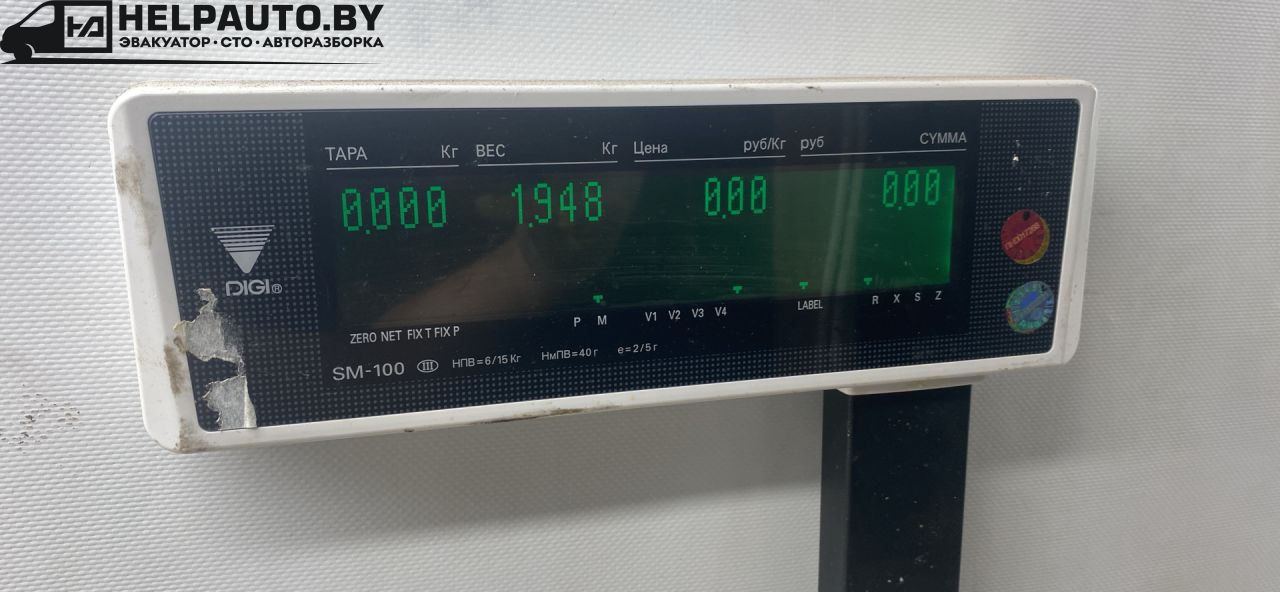 HELPAUTO.BY
ЭВАКУАТОР·СТО·АВТОРАЗБОРКА
ТАРА Кг ВЕС Кг Цена руб/Кг руб СУММА
0.000 1.948 0.00 0.00
DIGI®
P M V1 V2 V3 V4 LABEL R X S Z
ZERO NET FIX T FIX P
SM-100 III НПВ=6/15 Кг НмПВ=40 г e=2/5 г